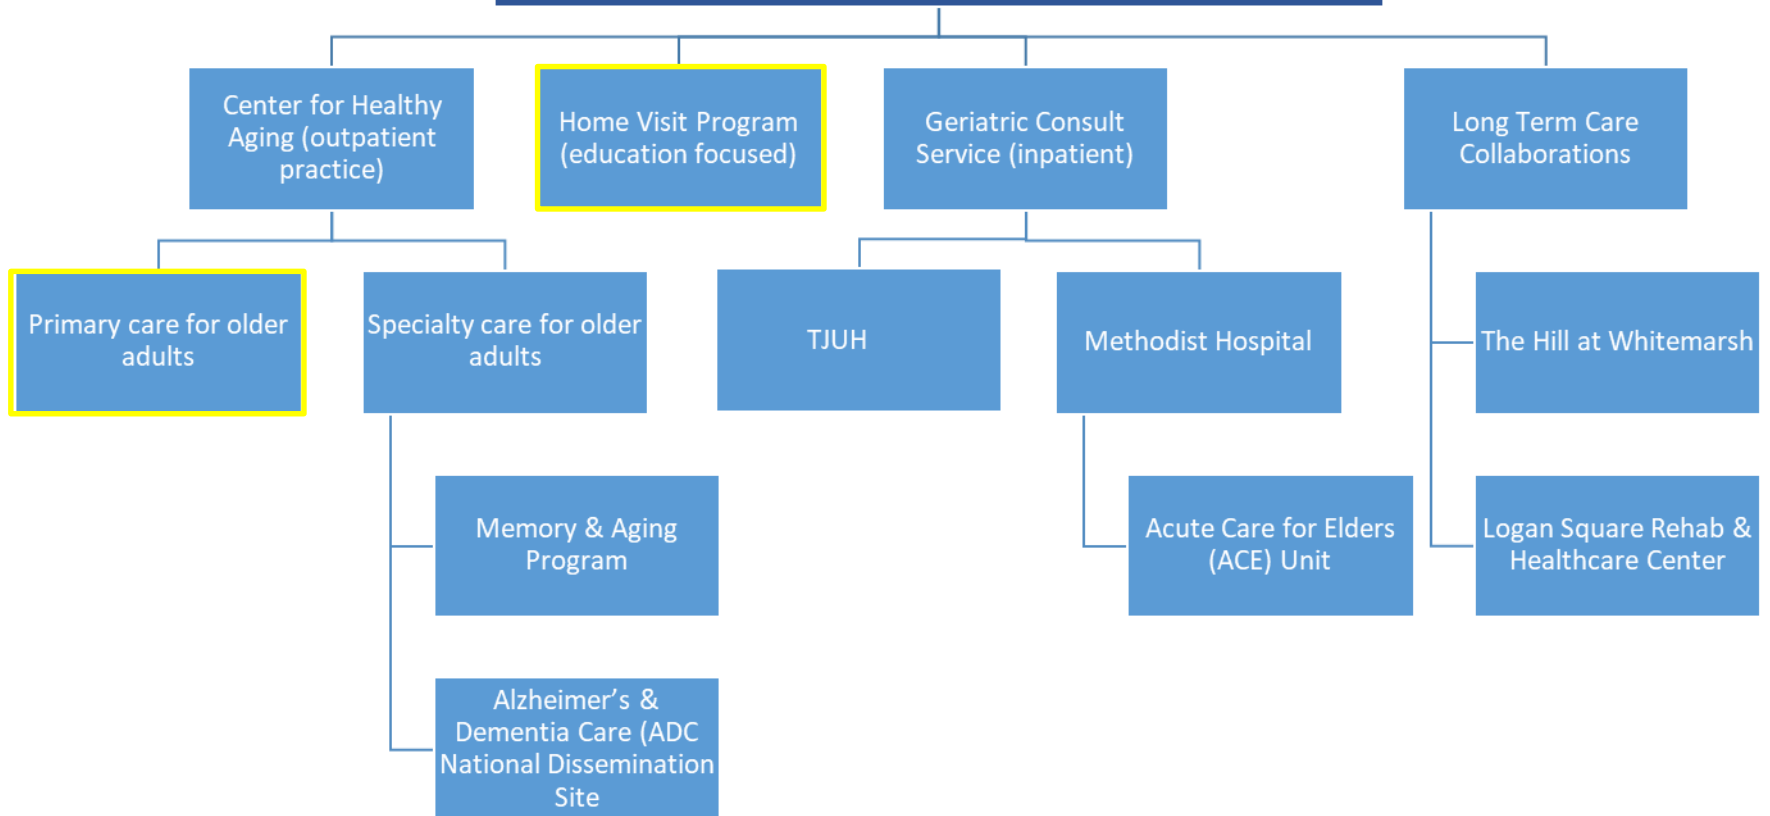 Center for Healthy
Aging (outpatient
practice)
Home Visit Program
(education focused)
Geriatric Consult
Service (inpatient)
Long Term Care
Collaborations
Primary care for older
adults
Specialty care for older
adults
TJUH
Methodist Hospital
The Hill at Whitemarsh
Memory & Aging
Program
Acute Care for Elders
(ACE) Unit
Logan Square Rehab &
Healthcare Center
Alzheimer’s &
Dementia Care (ADC
National Dissemination
Site